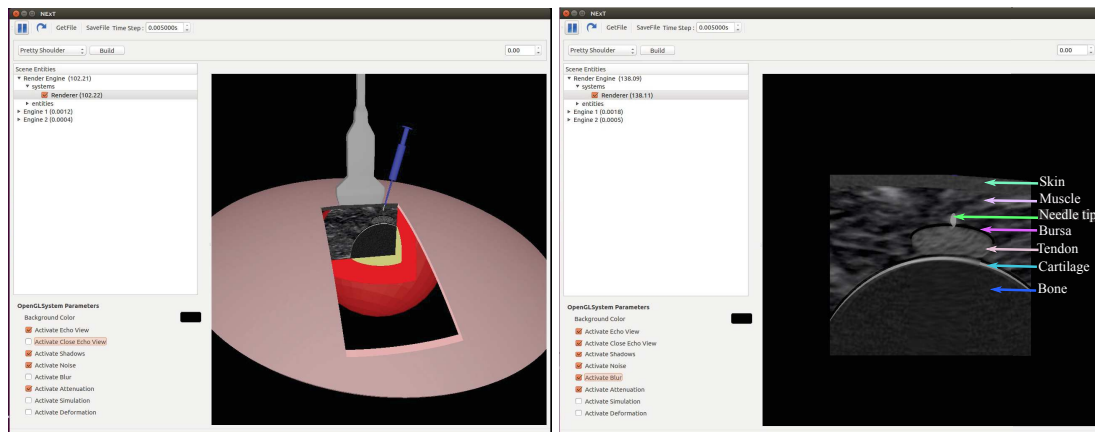 NExT
GetFile SaveFile Time Step : 0.005000s
Pretty Shoulder Build 0.00
Scene Entities
Render Engine (102.21)
systems
Renderer (102.22)
entities
Engine 1 (0.0012)
Engine 2 (0.0004)
OpenGLSystem Parameters
Background Color
Activate Echo View
Activate Close Echo View
Activate Shadows
Activate Noise
Activate Blur
Activate Attenuation
Activate Simulation
Activate Deformation
NExT
GetFile SaveFile Time Step : 0.005000s
Pretty Shoulder Build 0.00
Scene Entities
Render Engine (138.09)
systems
Renderer (138.11)
entities
Engine 1 (0.0018)
Engine 2 (0.0005)
OpenGLSystem Parameters
Background Color
Activate Echo View
Activate Close Echo View
Activate Shadows
Activate Noise
Activate Blur
Activate Attenuation
Activate Simulation
Activate Deformation
Skin
Muscle
Needle tip
Bursa
Tendon
Cartilage
Bone